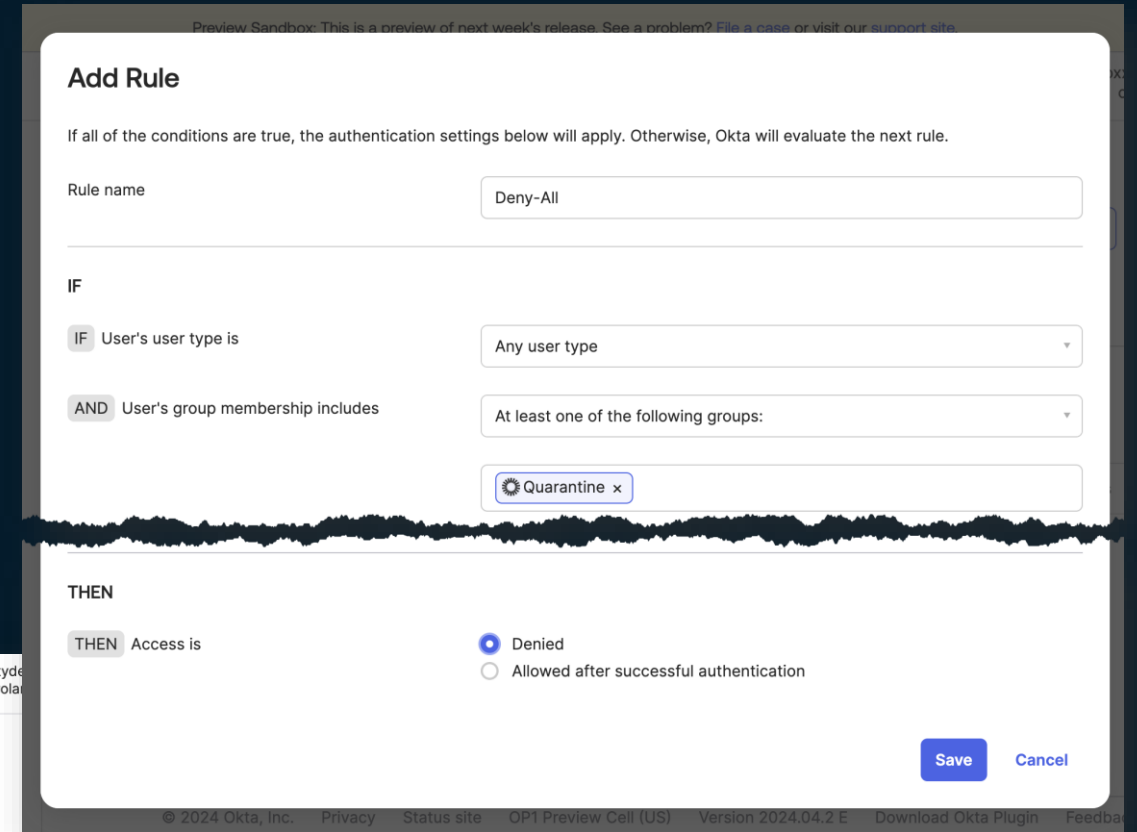 Preview Sandbox: This is a preview of next week's release. See a problem? File a case or visit our support site.
Add Rule
If all of the conditions are true, the authentication settings below will apply. Otherwise, Okta will evaluate the next rule.
Rule name
Deny-All
IF
IF User's user type is
Any user type
AND User's group membership includes
At least one of the following groups:
Quarantine ×
THEN
THEN Access is
Denied
Allowed after successful authentication
Save Cancel
© 2024 Okta, Inc. Privacy Status site OP1 Preview Cell (US) Version 2024.04.2 E Download Okta Plugin